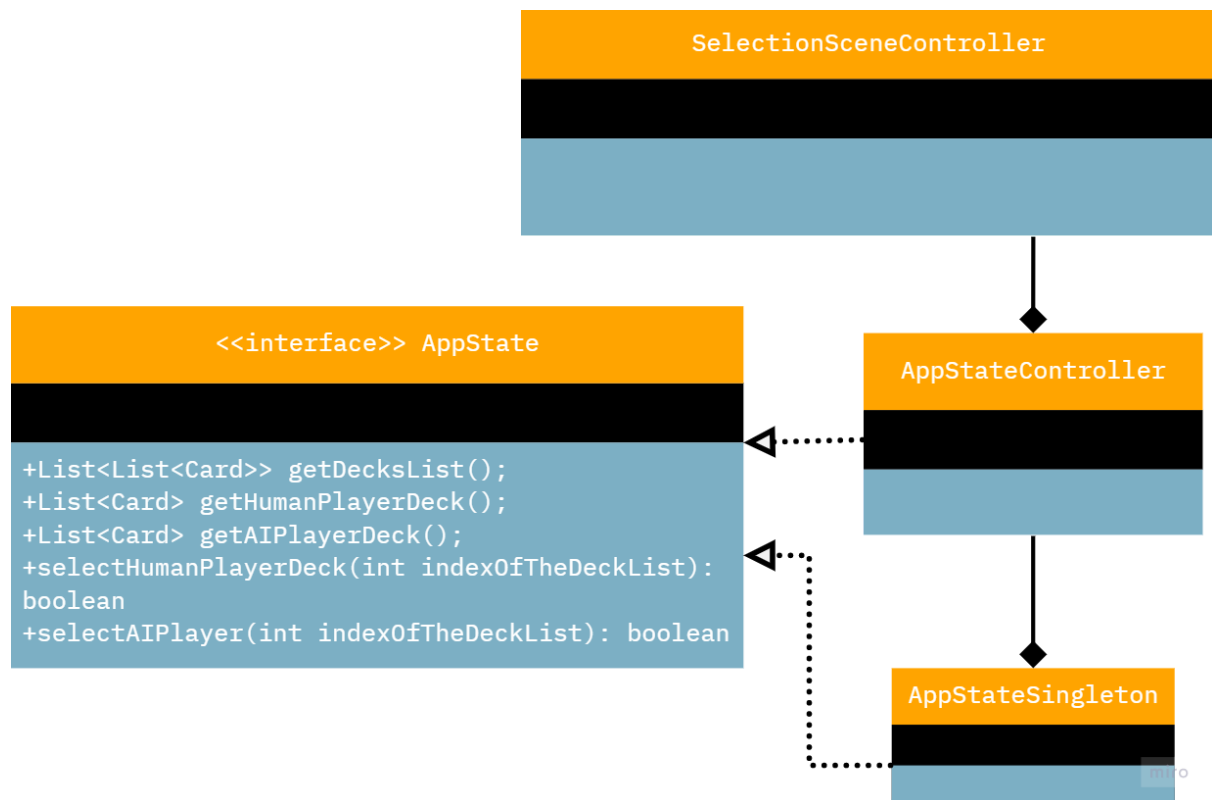 SelectionSceneController
<<interface>> AppState
+List<List<Card>> getDecksList();
+List<Card> getHumanPlayerDeck();
+List<Card> getAIPlayerDeck();
+selectHumanPlayerDeck(int indexOfTheDeckList):
boolean
+selectAIPlayer(int indexOfTheDeckList): boolean
AppStateController
AppStateSingleton
miro